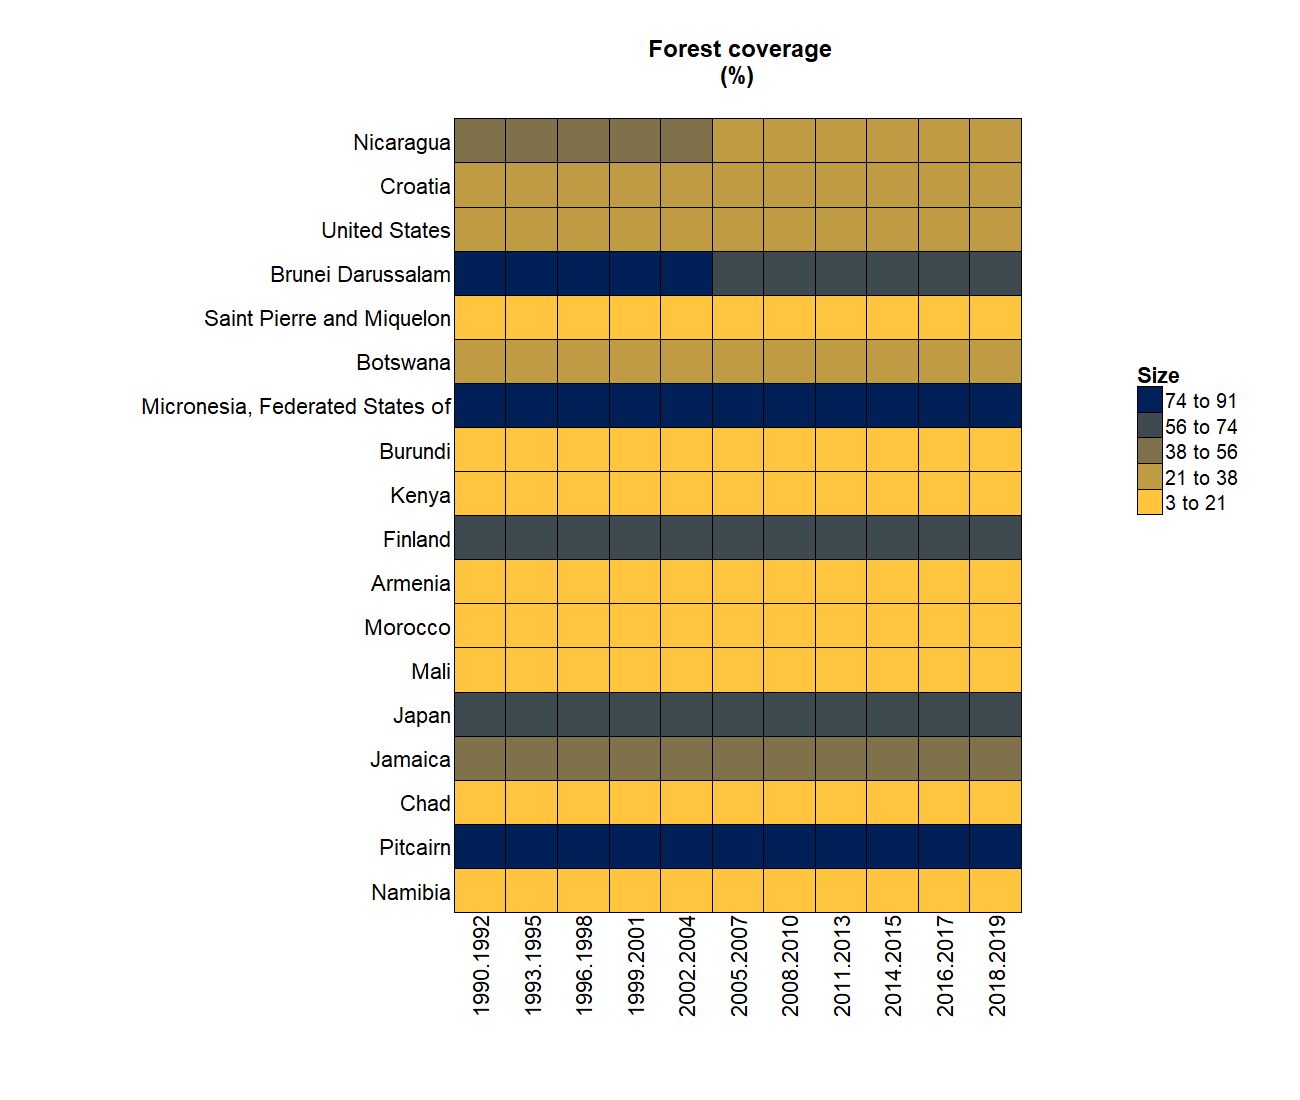 Forest coverage
(%)
Nicaragua
Croatia
United States
Brunei Darussalam
Saint Pierre and Miquelon
Botswana
Micronesia, Federated States of
Burundi
Kenya
Finland
Armenia
Morocco
Mali
Japan
Jamaica
Chad
Pitcairn
Namibia
1990.1992
1993.1995
1996.1998
1999.2001
2002.2004
2005.2007
2008.2010
2011.2013
2014.2015
2016.2017
2018.2019
Size
74 to 91
56 to 74
38 to 56
21 to 38
3 to 21